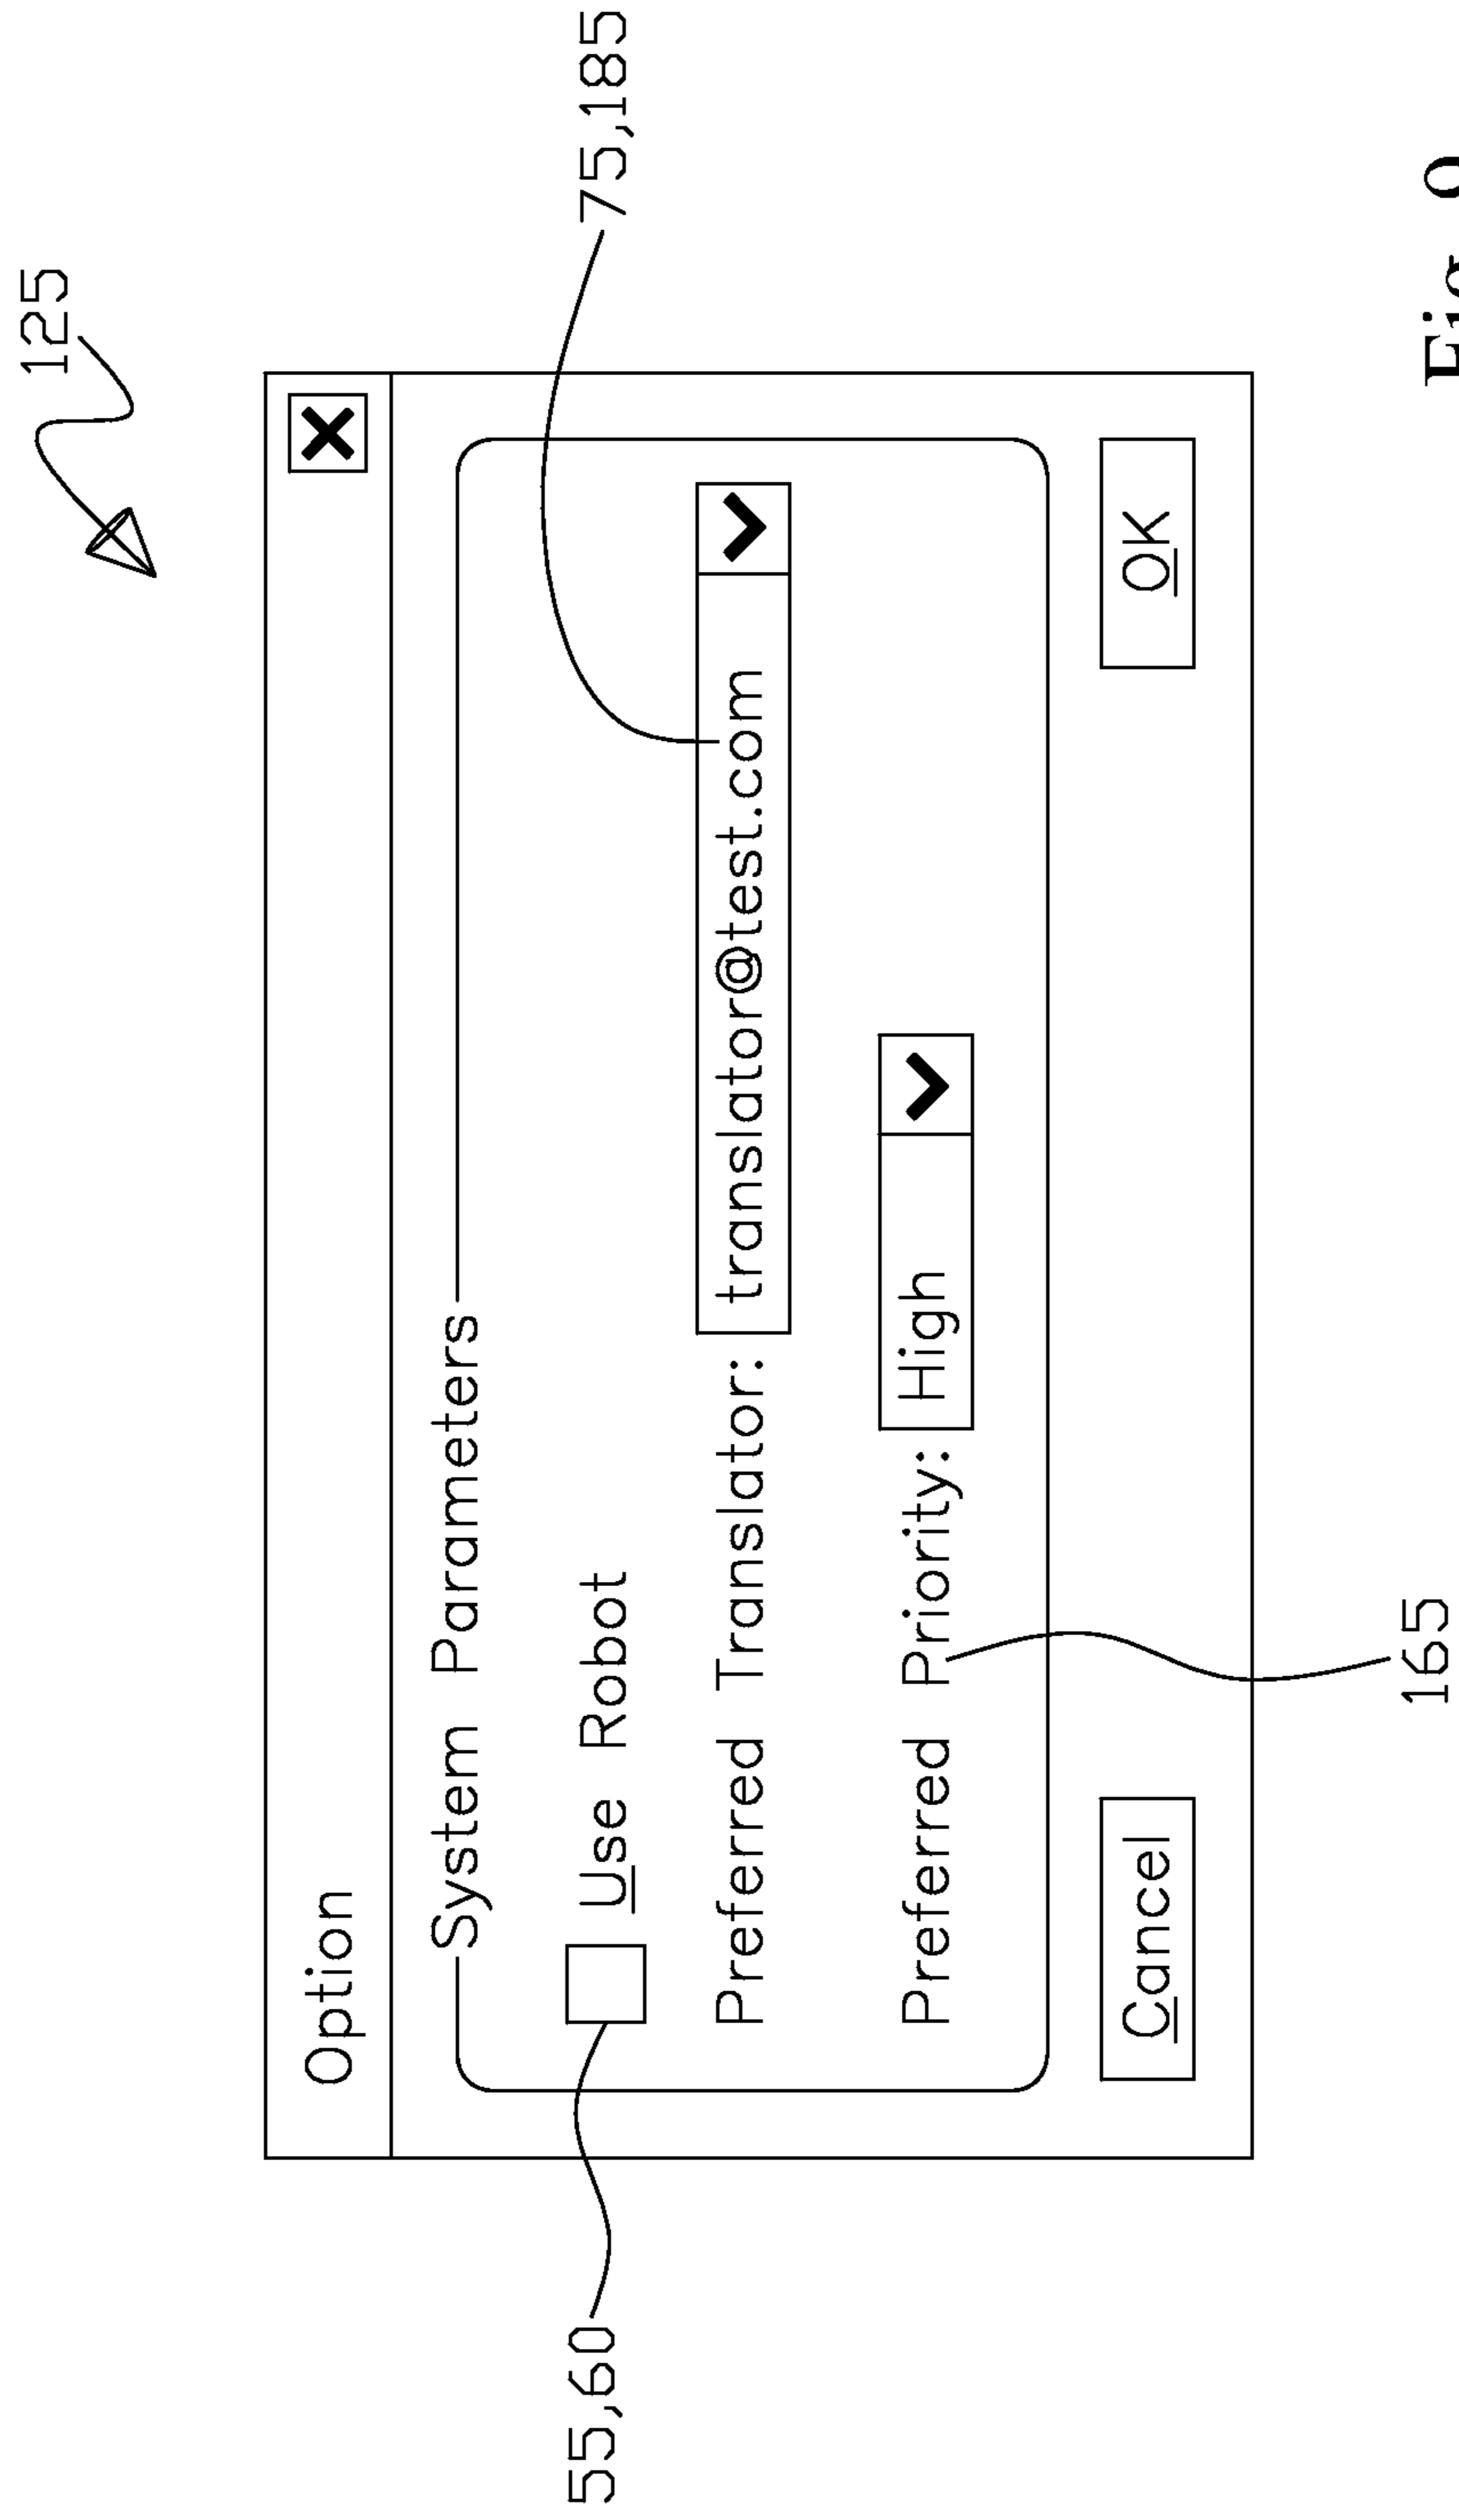 125
Option
System Parameters
75,185
55,60
Use Robot
Preferred Translator: translator@test.com
Preferred Priority: High
Cancel
OK
165
Fig